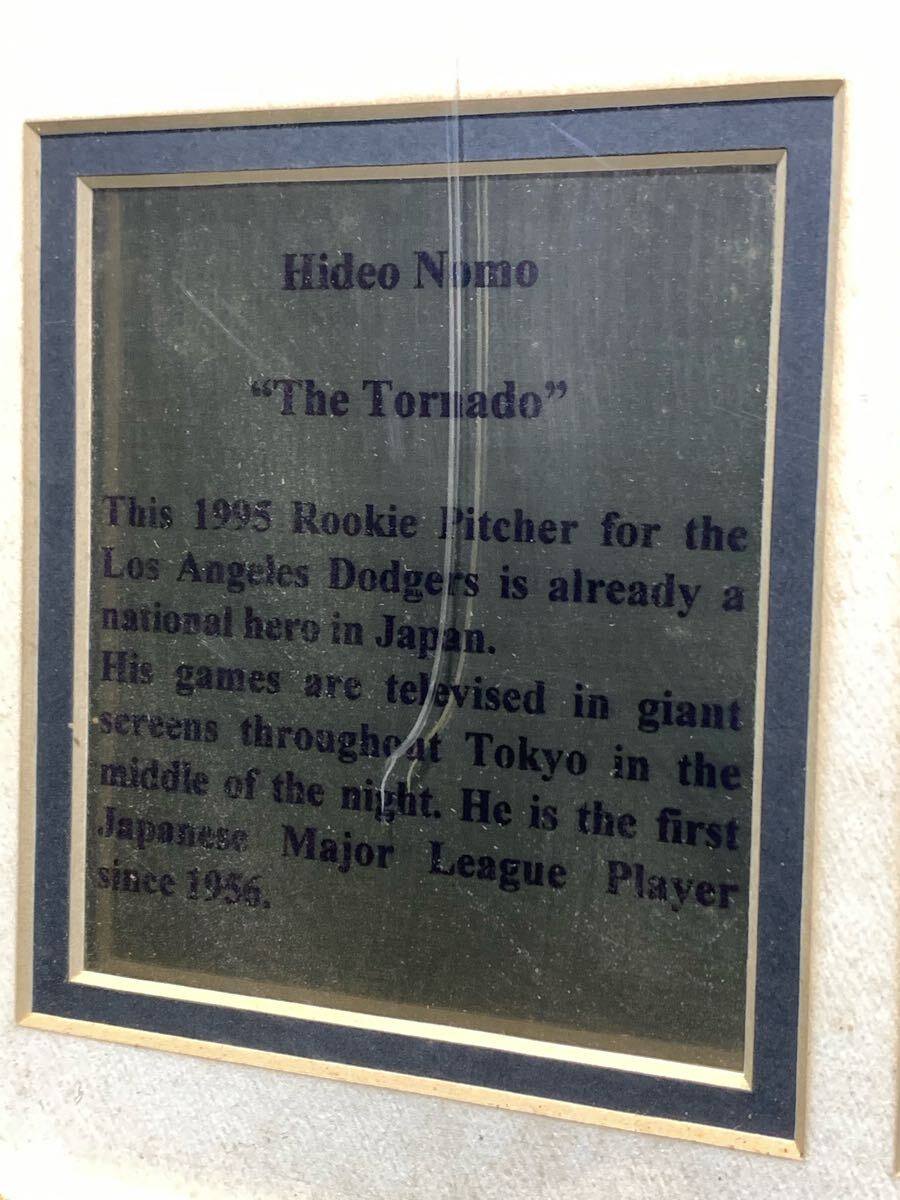 Hideo Nomo
“The Tornado”
This 1995 Rookie Pitcher for the
Los Angeles Dodgers is already a
national hero in Japan.
His games are televised in giant
screens throughout Tokyo in the
middle of the night. He is the first
Japanese Major League Player
since 1956.